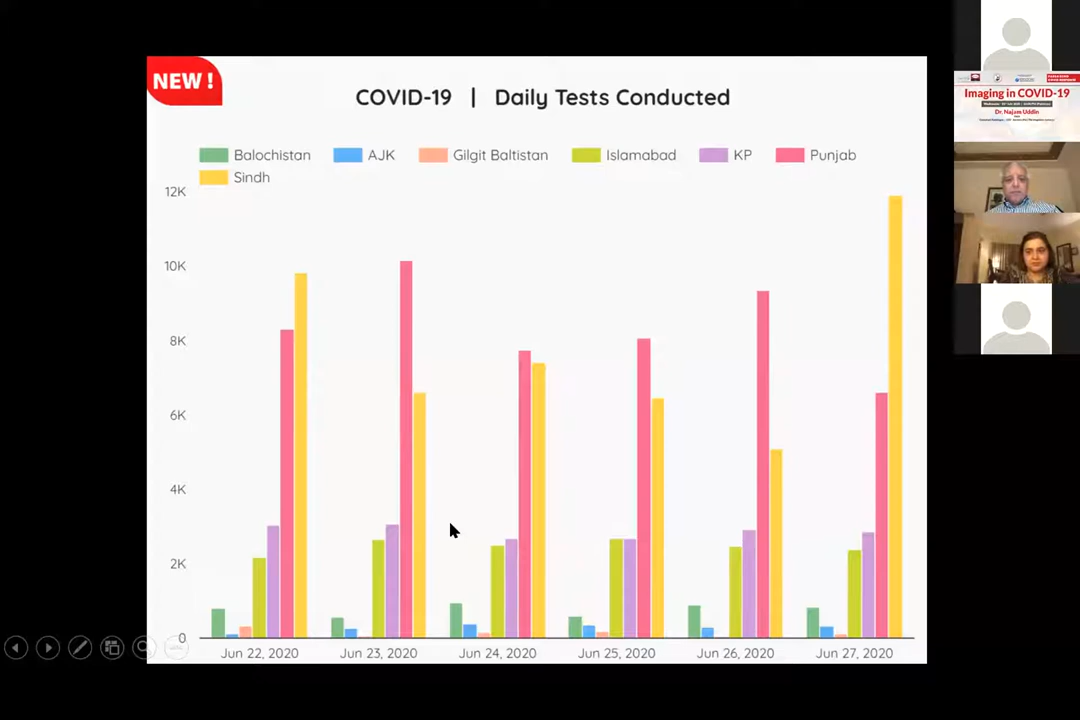 NEW !
COVID-19 | Daily Tests Conducted
Balochistan AJK Gilgit Baltistan Islamabad KP Punjab
Sindh
12K
10K
8K
6K
4K
2K
0
Jun 22, 2020 Jun 23, 2020 Jun 24, 2020 Jun 25, 2020 Jun 26, 2020 Jun 27, 2020
Imaging in COVID-19
Dr. Najam Uddin